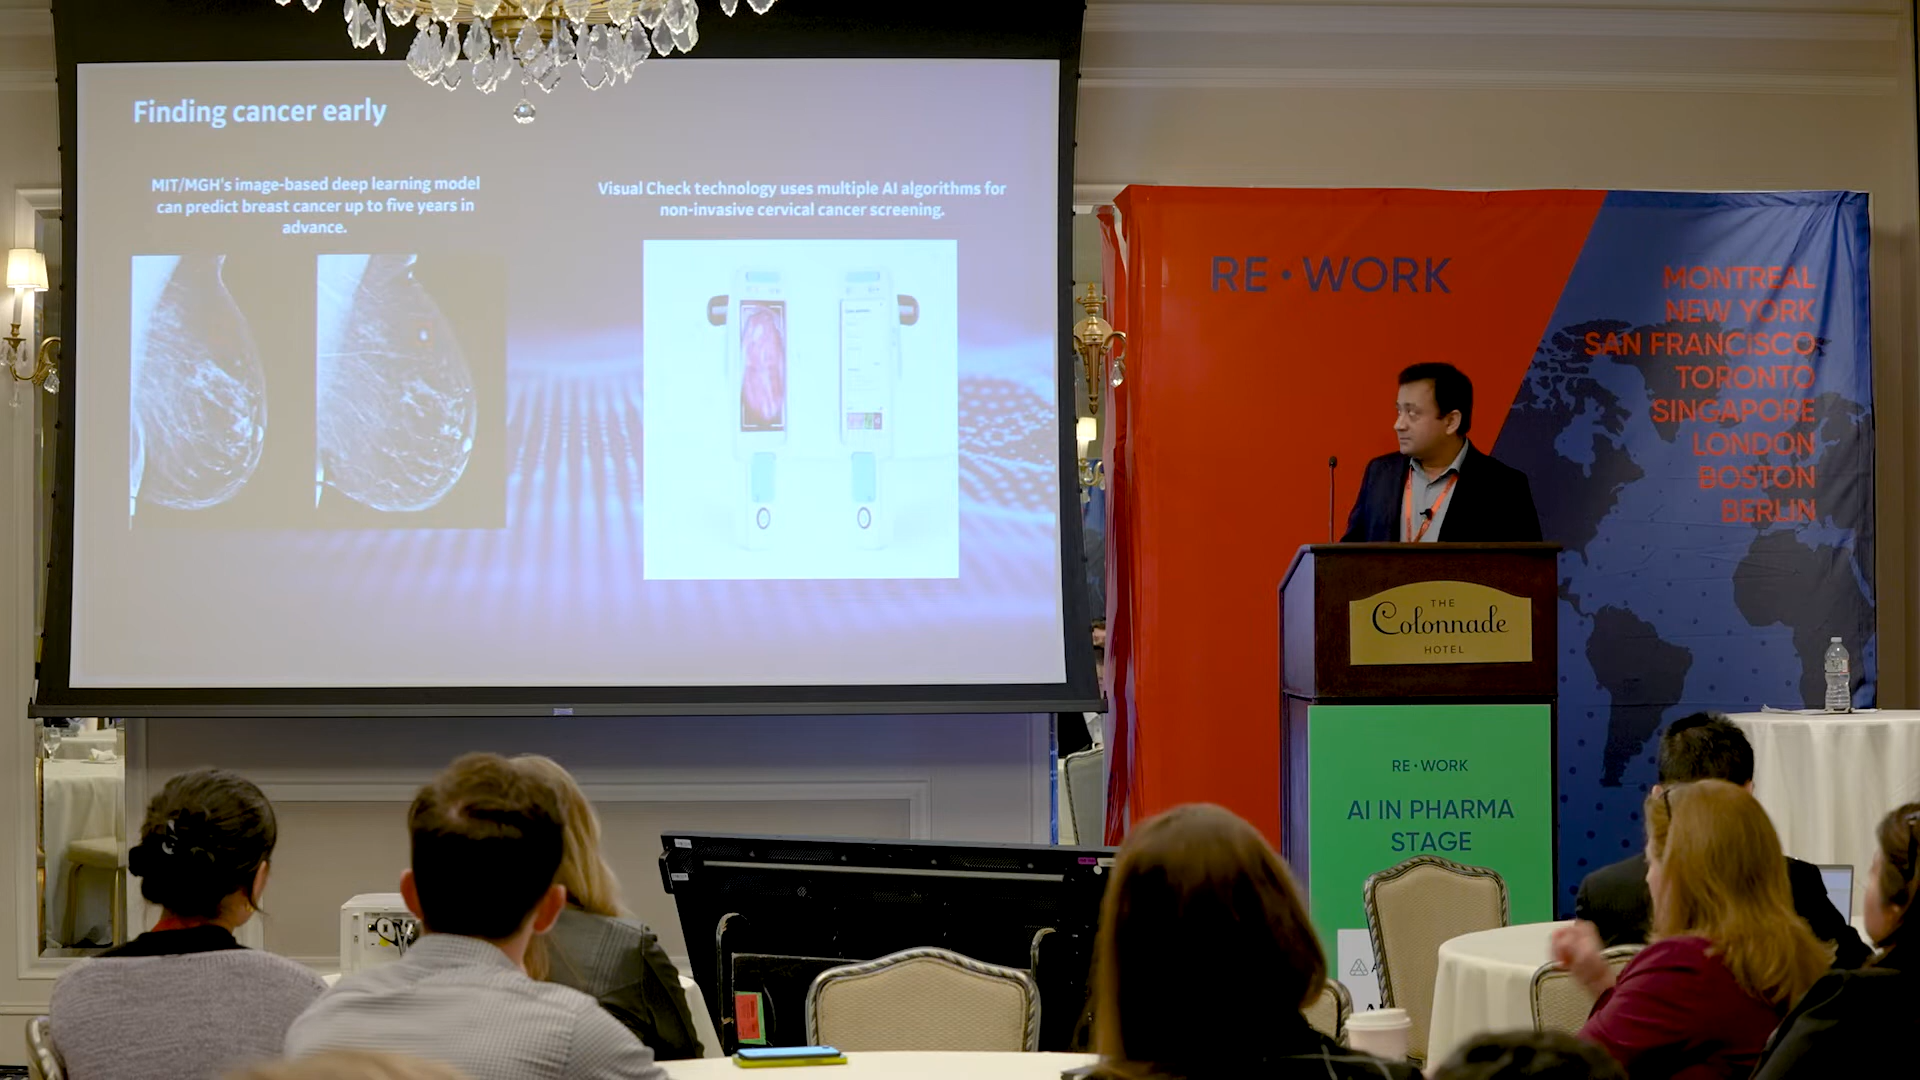 Finding cancer early
MIT/MGH's image-based deep learning model
can predict breast cancer up to five years in
advance.
Visual Check technology uses multiple AI algorithms for
non-invasive cervical cancer screening.
RE•WORK
MONTREAL
NEW YORK
SAN FRANCISCO
TORONTO
SINGAPORE
LONDON
BOSTON
BERLIN
THE
Colonnade
HOTEL
RE•WORK
AI IN PHARMA
STAGE